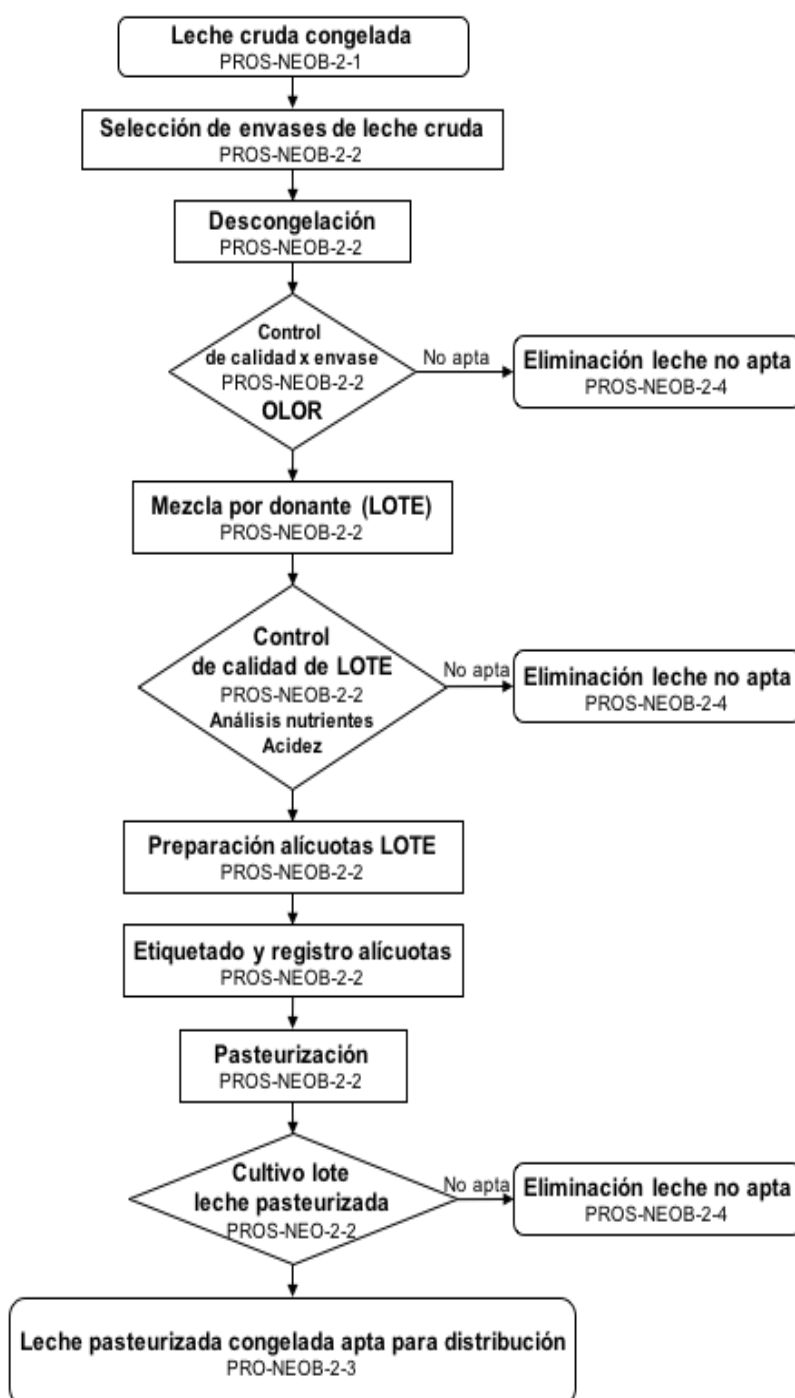 Leche cruda congelada
PROS-NEOB-2-1
Selección de envases de leche cruda
PROS-NEOB-2-2
Descongelación
PROS-NEOB-2-2
Control
de calidad x envase
PROS-NEOB-2-2
OLOR
No apta
Eliminación leche no apta
PROS-NEOB-2-4
Mezcla por donante (LOTE)
PROS-NEOB-2-2
Control
de calidad de LOTE
PROS-NEOB-2-2
Análisis nutrientes
Acidez
No apta
Eliminación leche no apta
PROS-NEOB-2-4
Preparación alícuotas LOTE
PROS-NEOB-2-2
Etiquetado y registro alícuotas
PROS-NEOB-2-2
Pasteurización
PROS-NEOB-2-2
Cultivo lote
leche pasteurizada
PROS-NEO-2-2
No apta
Eliminación leche no apta
PROS-NEOB-2-4
Leche pasteurizada congelada apta para distribución
PRO-NEOB-2-3